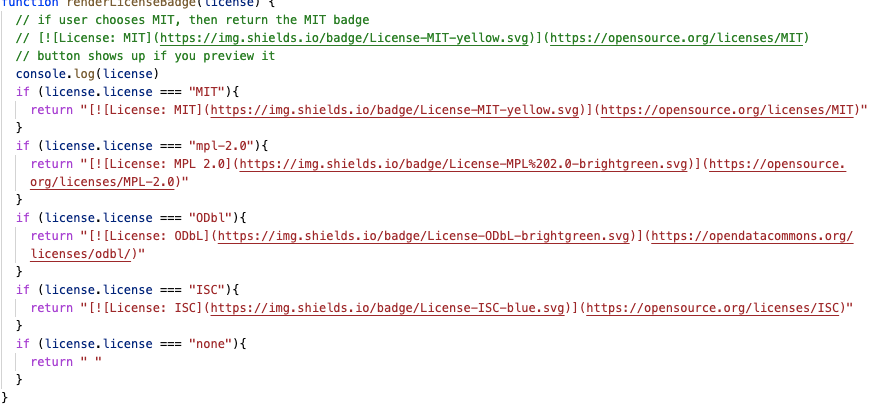 function renderLicenseBadge(license) {
// if user chooses MIT, then return the MIT badge
// [![License: MIT](https://img.shields.io/badge/License-MIT-yellow.svg)](https://opensource.org/licenses/MIT)
// button shows up if you preview it
console.log(license)
if (license.license === "MIT"){
return "[![License: MIT](https://img.shields.io/badge/License-MIT-yellow.svg)](https://opensource.org/licenses/MIT)"
}
if (license.license === "mpl-2.0"){
return "[![License: MPL 2.0](https://img.shields.io/badge/License-MPL%202.0-brightgreen.svg)](https://opensource.
org/licenses/MPL-2.0)"
}
if (license.license === "ODbl"){
return "[![License: ODbL](https://img.shields.io/badge/License-ODbL-brightgreen.svg)](https://opendatacommons.org/
licenses/odbl/)"
}
if (license.license === "ISC"){
return "[![License: ISC](https://img.shields.io/badge/License-ISC-blue.svg)](https://opensource.org/licenses/ISC)"
}
if (license.license === "none"){
return " "
}
}